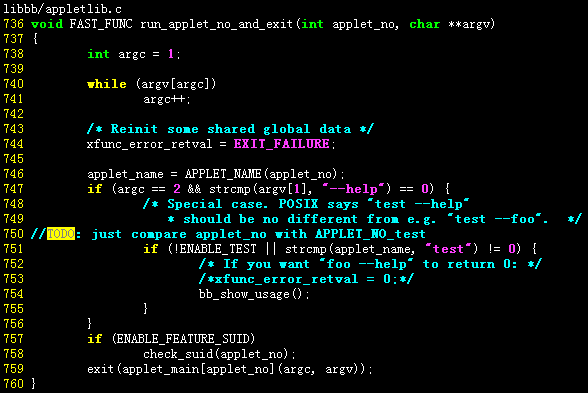 libbb/appletlib.c
736 void FAST_FUNC run_applet_no_and_exit(int applet_no, char **argv)
737 {
738         int argc = 1;
739
740         while (argv[argc])
741                 argc++;
742
743         /* Reinit some shared global data */
744         xfunc_error_retval = EXIT_FAILURE;
745
746         applet_name = APPLET_NAME(applet_no);
747         if (argc == 2 && strcmp(argv[1], "--help") == 0) {
748                 /* Special case. POSIX says "test --help"
749                  * should be no different from e.g. "test --foo".  */
750 //TODO: just compare applet_no with APPLET_NO_test
751                 if (!ENABLE_TEST || strcmp(applet_name, "test") != 0) {
752                         /* If you want "foo --help" to return 0: */
753                         /*xfunc_error_retval = 0;*/
754                         bb_show_usage();
755                 }
756         }
757         if (ENABLE_FEATURE_SUID)
758                 check_suid(applet_no);
759         exit(applet_main[applet_no](argc, argv));
760 }